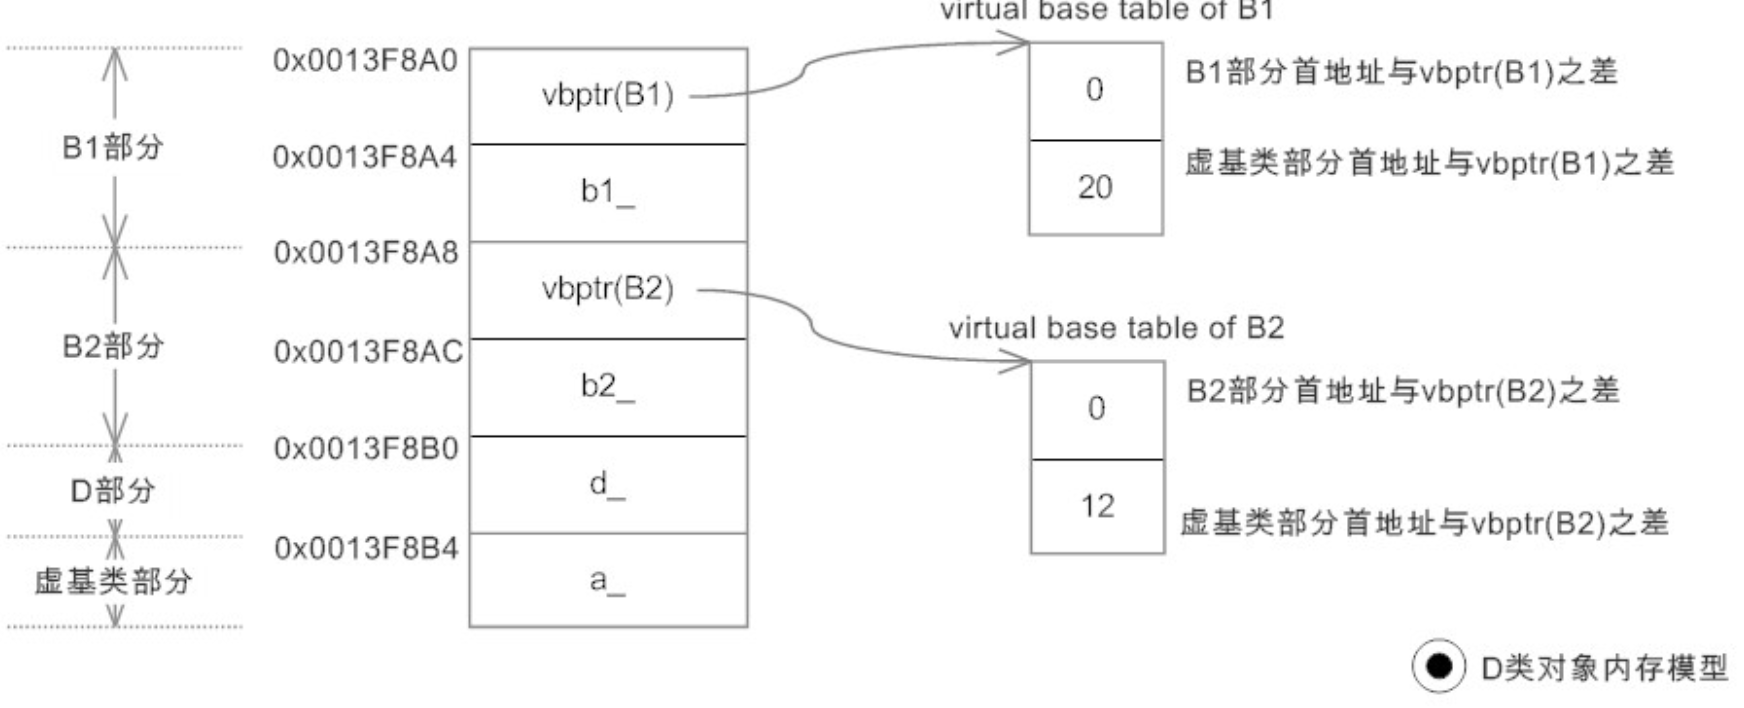 virtual base table of B1
0x0013F8A0
vbptr(B1)
0
B1部分首地址与vbptr(B1)之差
B1部分
0x0013F8A4
b1_
20
虚基类部分首地址与vbptr(B1)之差
0x0013F8A8
vbptr(B2)
virtual base table of B2
B2部分
0x0013F8AC
b2_
0
B2部分首地址与vbptr(B2)之差
0x0013F8B0
D部分
d_
12
虚基类部分首地址与vbptr(B2)之差
0x0013F8B4
虚基类部分
a_
D类对象内存模型